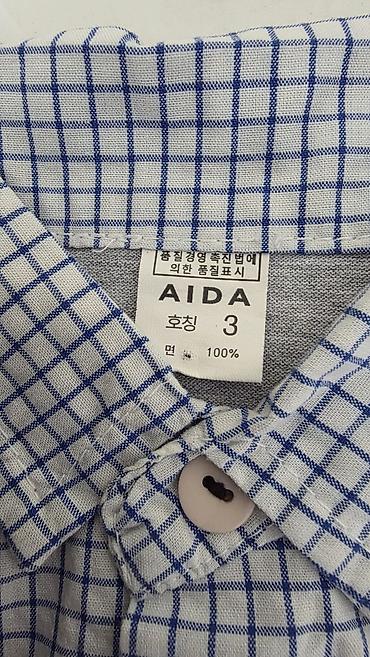 품질경영촉진법에
의한 품질표시
AIDA
호칭 3
면 100%